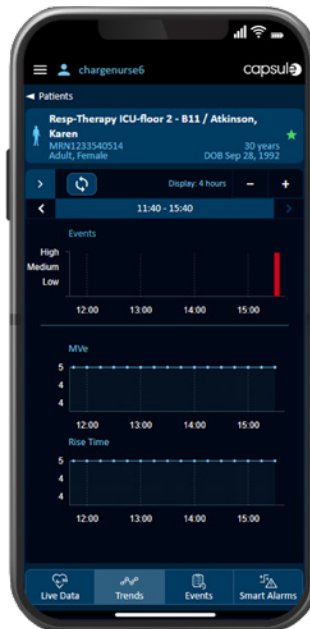 chargenurse6
capsule
Patients
Resp-Therapy ICU-floor 2 - B11 / Atkinson,
Karen
MRN1233540514 30 years
Adult, Female DOB Sep 28, 1992
Display: 4 hours - +
11:40 - 15:40
Events
High
Medium
Low
12:00 13:00 14:00 15:00
MVe
5
4
4
12:00 13:00 14:00 15:00
Rise Time
5
4
4
12:00 13:00 14:00 15:00
Live Data Trends Events Smart Alarms